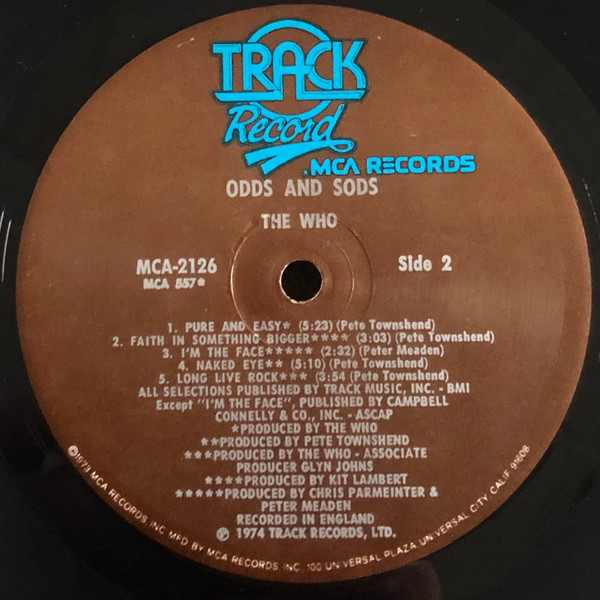 TRACK
Record
.MCA RECORDS
ODDS AND SODS
THE WHO
MCA-2126
MCA 557*
Side 2
1. PURE AND EASY* (5:23) (Pete Townshend)
2. FAITH IN SOMETHING BIGGER**** (3:03) (Pete Townshend)
3. I'M THE FACE***** (2:32) (Peter Meaden)
4. NAKED EYE** (5:10) (Pete Townshend)
5. LONG LIVE ROCK*** (3:54 (Pete Townshend)
ALL SELECTIONS PUBLISHED BY TRACK MUSIC, INC. - BMI
Except "I'M THE FACE", PUBLISHED BY CAMPBELL
CONNELLY & CO., INC. - ASCAP
*PRODUCED BY THE WHO
**PRODUCED BY PETE TOWNSHEND
***PRODUCED BY THE WHO - ASSOCIATE
PRODUCER GLYN JOHNS
****PRODUCED BY KIT LAMBERT
*****PRODUCED BY CHRIS PARMEINTER &
PETER MEADEN
RECORDED IN ENGLAND
℗ 1974 TRACK RECORDS, LTD.
©1973 MCA RECORDS INC MFD BY MCA RECORDS INC. 100 UNIVERSAL PLAZA UNIVERSAL CITY CALIF 91608